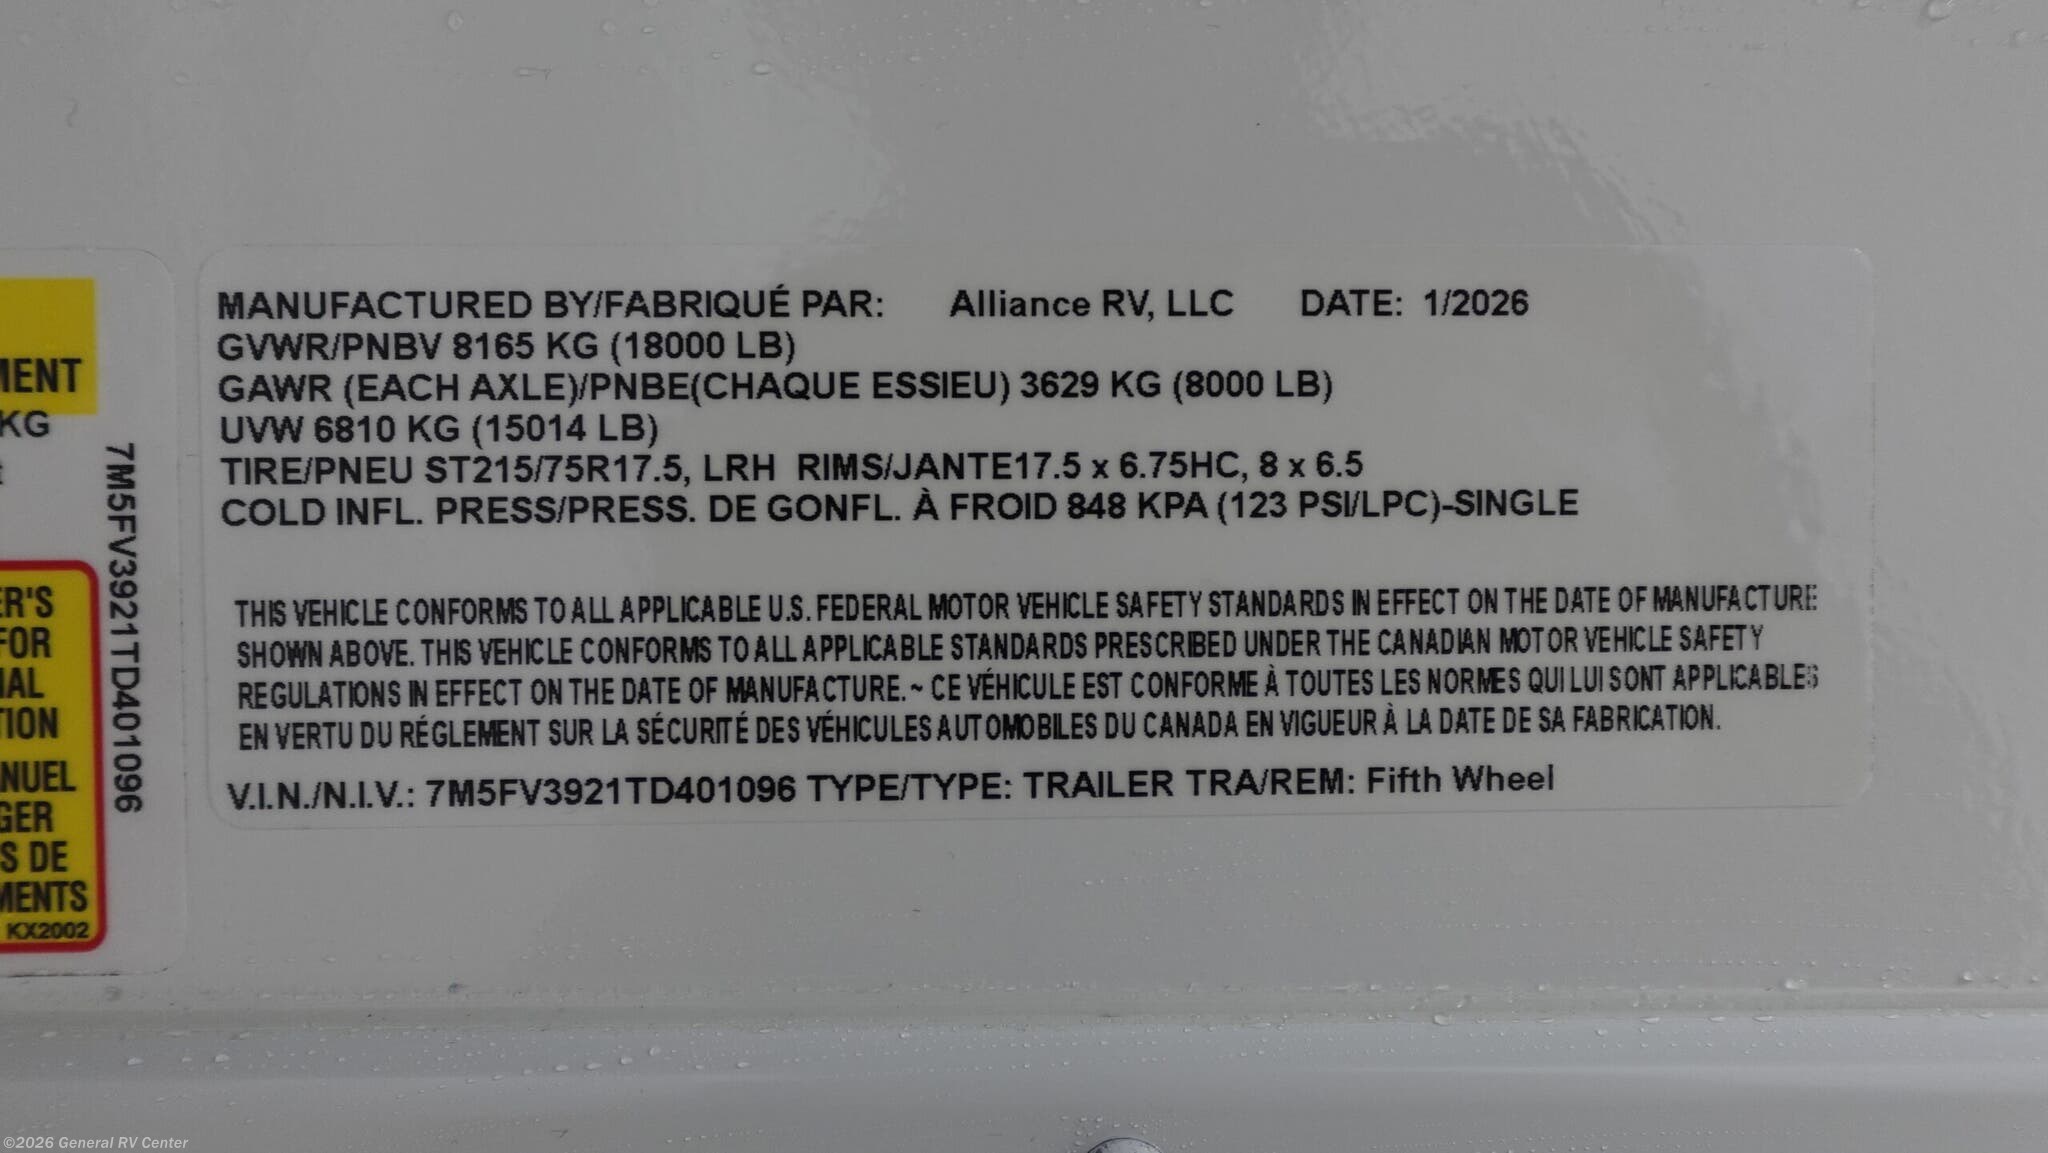 MANUFACTURED BY/FABRIQUÉ PAR: Alliance RV, LLC DATE: 1/2026
GVWR/PNBV 8165 KG (18000 LB)
GAWR (EACH AXLE)/PNBE(CHAQUE ESSIEU) 3629 KG (8000 LB)
UVW 6810 KG (15014 LB)
TIRE/PNEU ST215/75R17.5, LRH RIMS/JANTE17.5 x 6.75HC, 8 x 6.5
COLD INFL. PRESS/PRESS. DE GONFL. À FROID 848 KPA (123 PSI/LPC)-SINGLE
THIS VEHICLE CONFORMS TO ALL APPLICABLE U.S. FEDERAL MOTOR VEHICLE SAFETY STANDARDS IN EFFECT ON THE DATE OF MANUFACTURE
SHOWN ABOVE. THIS VEHICLE CONFORMS TO ALL APPLICABLE STANDARDS PRESCRIBED UNDER THE CANADIAN MOTOR VEHICLE SAFETY
REGULATIONS IN EFFECT ON THE DATE OF MANUFACTURE. ~ CE VÉHICULE EST CONFORME À TOUTES LES NORMES QUI LUI SONT APPLICABLES
EN VERTU DU RÉGLEMENT SUR LA SÉCURITÉ DES VÉHICULES AUTOMOBILES DU CANADA EN VIGUEUR À LA DATE DE SA FABRICATION.
V.I.N./N.I.V.: 7M5FV3921TD401096 TYPE/TYPE: TRAILER TRA/REM: Fifth Wheel
MENT
KG
7M5FV3921TD401096
ER'S
FOR
IAL
TION
NUEL
GER
S DE
MENTS
KX2002
©2026 General RV Center